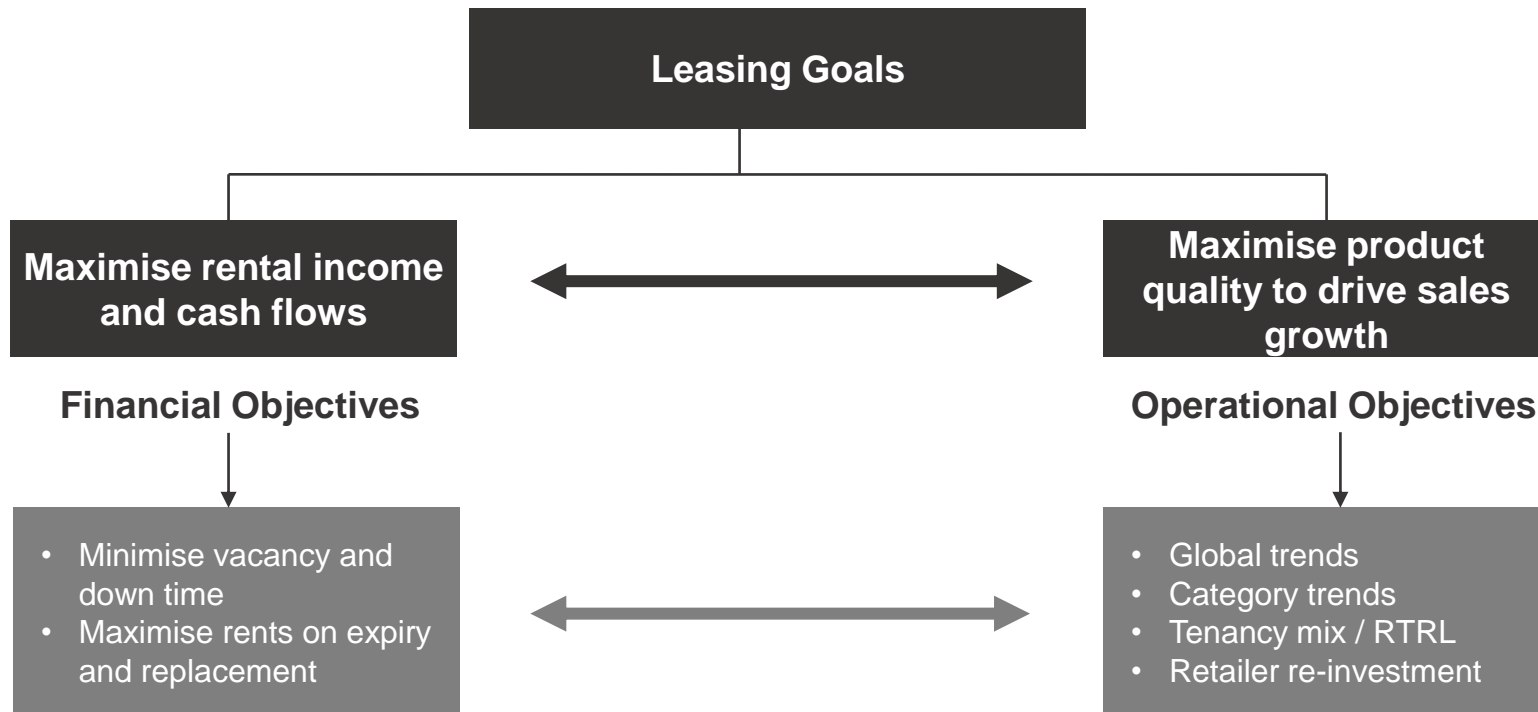 Leasing Goals
Maximise rental income
and cash flows
Maximise product
quality to drive sales
growth
Financial Objectives
Operational Objectives
• Minimise vacancy and
down time
• Maximise rents on expiry
and replacement
• Global trends
• Category trends
• Tenancy mix / RTRL
• Retailer re-investment